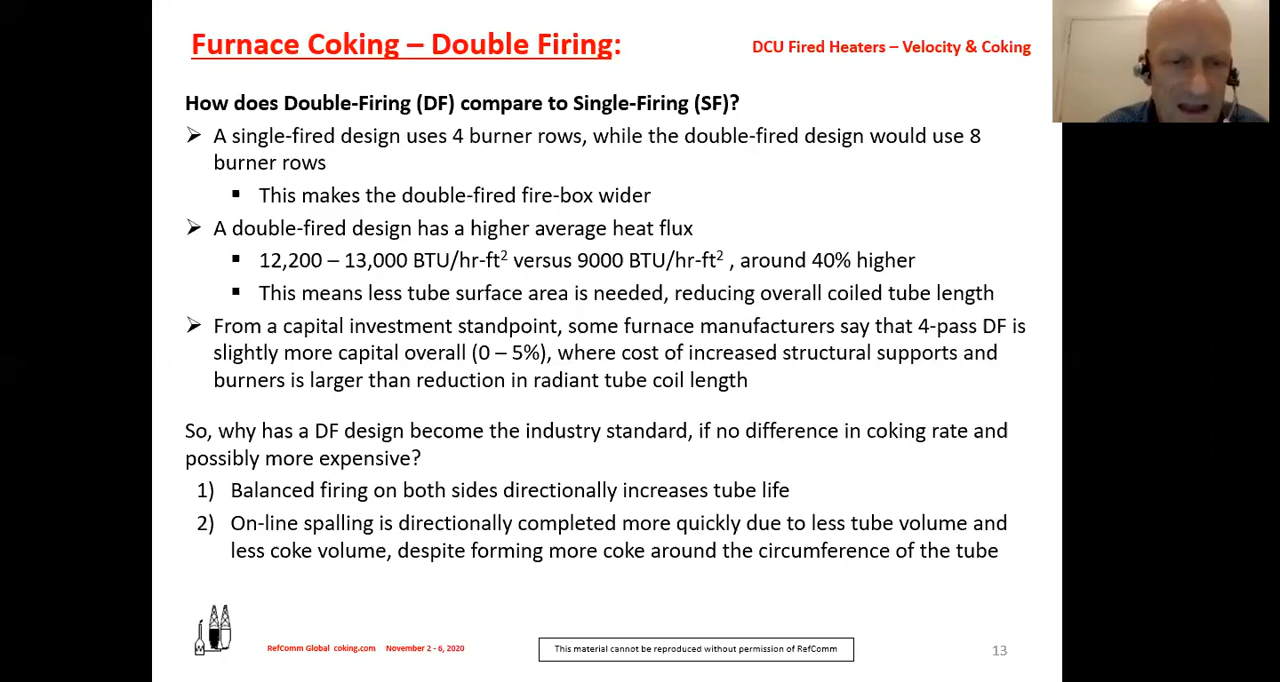 Furnace Coking – Double Firing:
DCU Fired Heaters – Velocity & Coking
How does Double-Firing (DF) compare to Single-Firing (SF)?
➢ A single-fired design uses 4 burner rows, while the double-fired design would use 8
burner rows
▪ This makes the double-fired fire-box wider
➢ A double-fired design has a higher average heat flux
▪ 12,200 – 13,000 BTU/hr-ft² versus 9000 BTU/hr-ft² , around 40% higher
▪ This means less tube surface area is needed, reducing overall coiled tube length
➢ From a capital investment standpoint, some furnace manufacturers say that 4-pass DF is
slightly more capital overall (0 – 5%), where cost of increased structural supports and
burners is larger than reduction in radiant tube coil length
So, why has a DF design become the industry standard, if no difference in coking rate and
possibly more expensive?
1) Balanced firing on both sides directionally increases tube life
2) On-line spalling is directionally completed more quickly due to less tube volume and
less coke volume, despite forming more coke around the circumference of the tube
RefComm Global coking.com November 2 - 6, 2020
This material cannot be reproduced without permission of RefComm
13